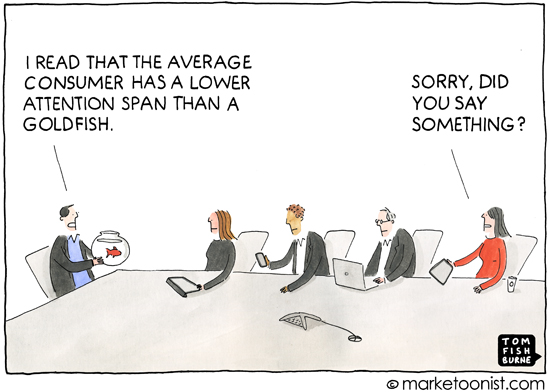 I READ THAT THE AVERAGE
CONSUMER HAS A LOWER
ATTENTION SPAN THAN A
GOLDFISH.
SORRY, DID
YOU SAY
SOMETHING?
TOM
FISH
BURNE
© marketoonist.com